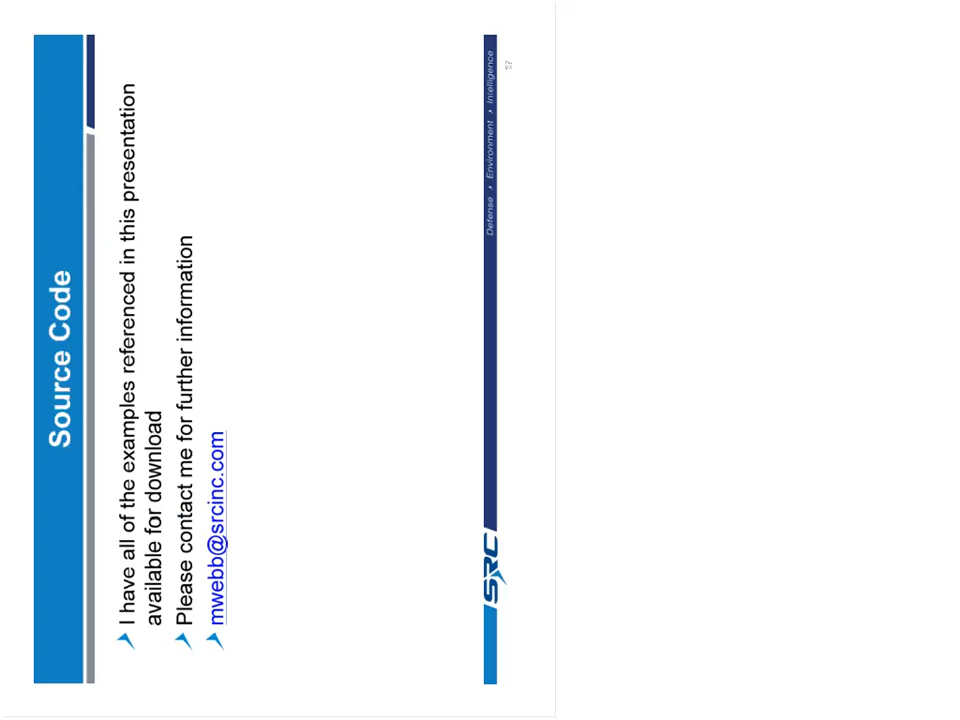 Source Code
I have all of the examples referenced in this presentation
available for download
Please contact me for further information
mwebb@srcinc.com
SRC
Defense Environment Intelligence